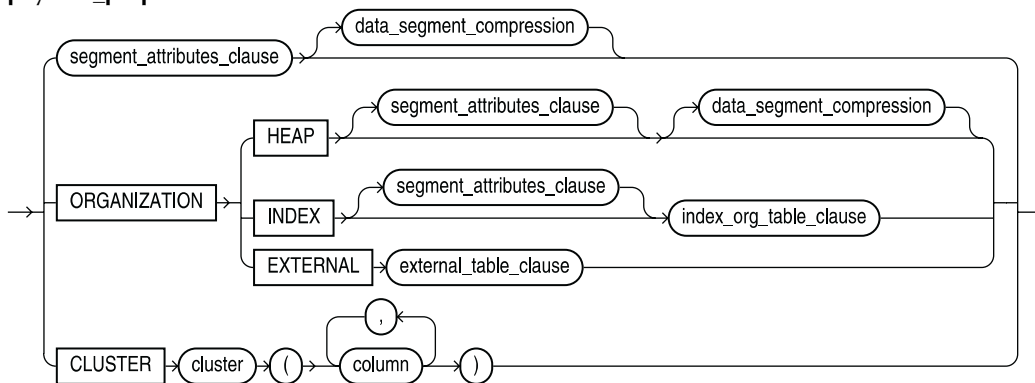 data_segment_compression
segment_attributes_clause
segment_attributes_clause data_segment_compression
HEAP
segment_attributes_clause
ORGANIZATION INDEX index_org_table_clause
EXTERNAL external_table_clause
,
CLUSTER cluster ( column )